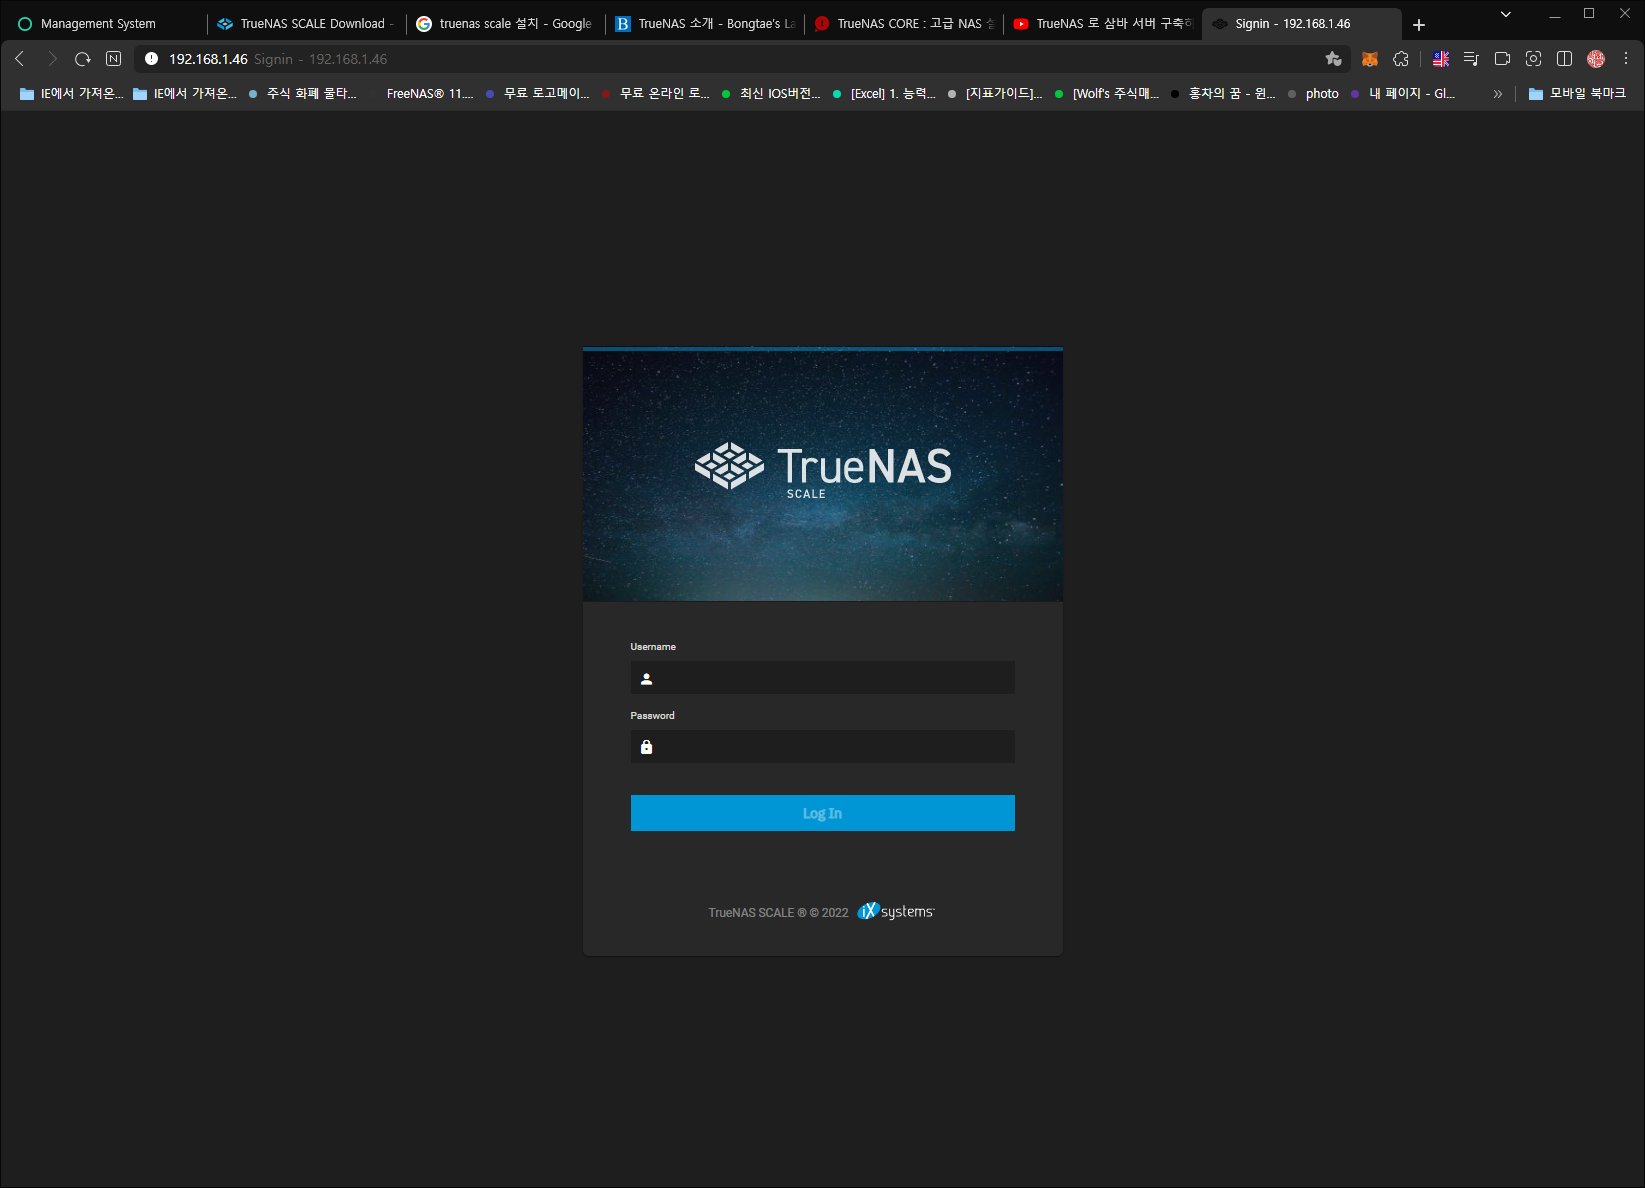 Management System
TrueNAS SCALE Download -
truenas scale 설치 - Google
TrueNAS 소개 - Bongtae's La
TrueNAS CORE : 고급 NAS 설
TrueNAS 로 삼바 서버 구축하
Signin - 192.168.1.46
192.168.1.46 Signin - 192.168.1.46
IE에서 가져온...
IE에서 가져온...
주식 화폐 물타...
FreeNAS® 11....
무료 로고메이...
무료 온라인 로...
최신 IOS버전...
[Excel] 1. 능력...
[지표가이드]...
[Wolf's 주식매...
홍차의 꿈 - 윈...
photo
내 페이지 - Gl...
모바일 북마크
TrueNAS
SCALE
Username
Password
Log In
TrueNAS SCALE ® © 2022 iXsystems